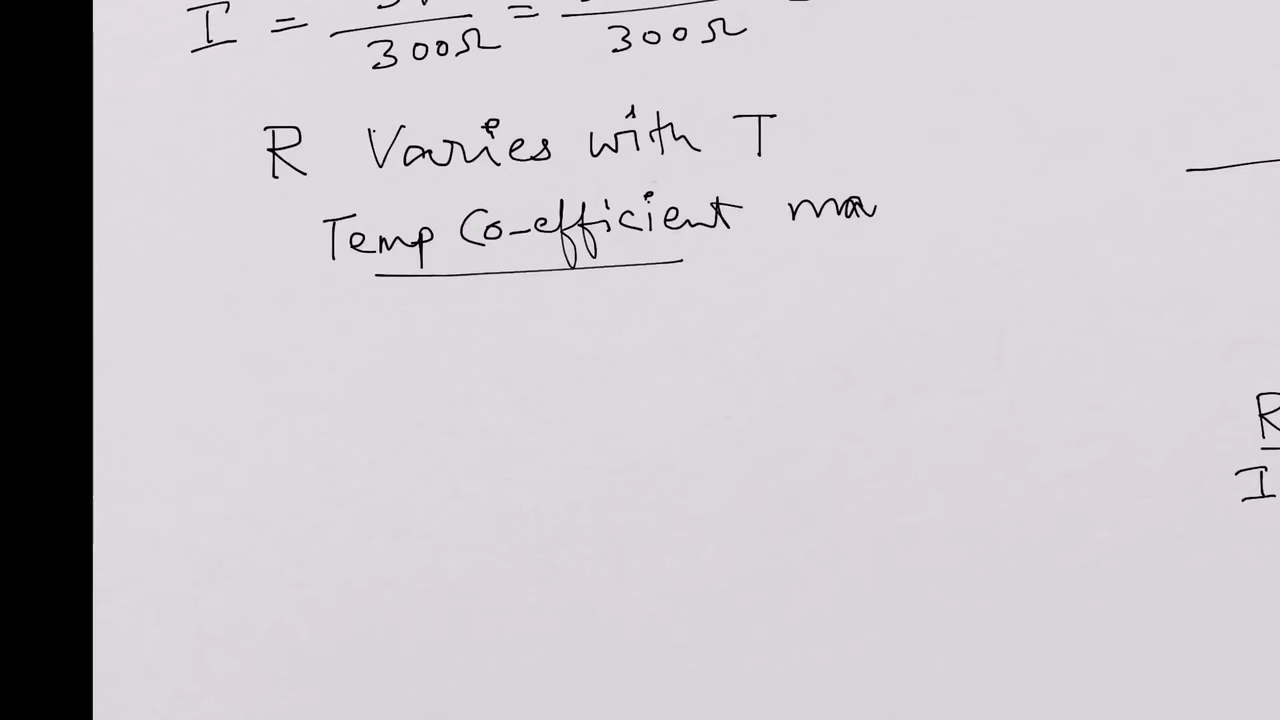 I = 300Ω = 300Ω
R Varies with T
Temp Co-efficient ma
R
I